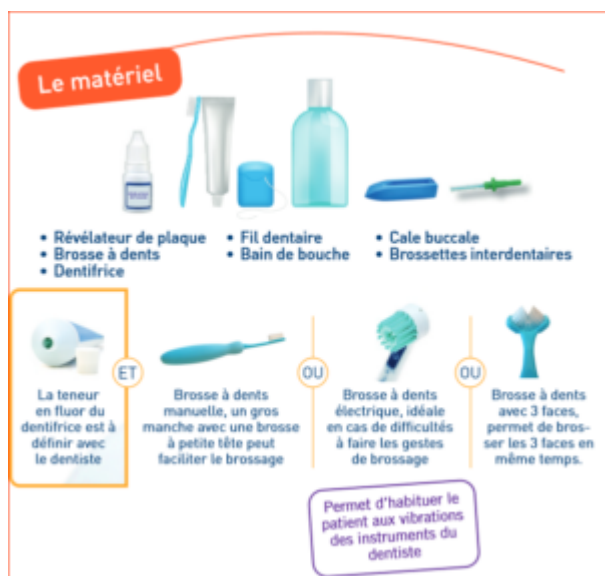 Le matériel
• Révélateur de plaque
• Brosse à dents
• Dentifrice
• Fil dentaire
• Bain de bouche
• Cale buccale
• Brossettes interdentaires
La teneur
en fluor du
dentifrice est à
définir avec
le dentiste
ET
Brosse à dents
manuelle, un gros
manche avec une brosse
à petite tête peut
faciliter le brossage
OU
Brosse à dents
électrique, idéale
en cas de difficultés
à faire les gestes
de brossage
OU
Brosse à dents
avec 3 faces,
permet de bros-
ser les 3 faces en
même temps.
Permet d'habituer le
patient aux vibrations
des instruments du
dentiste